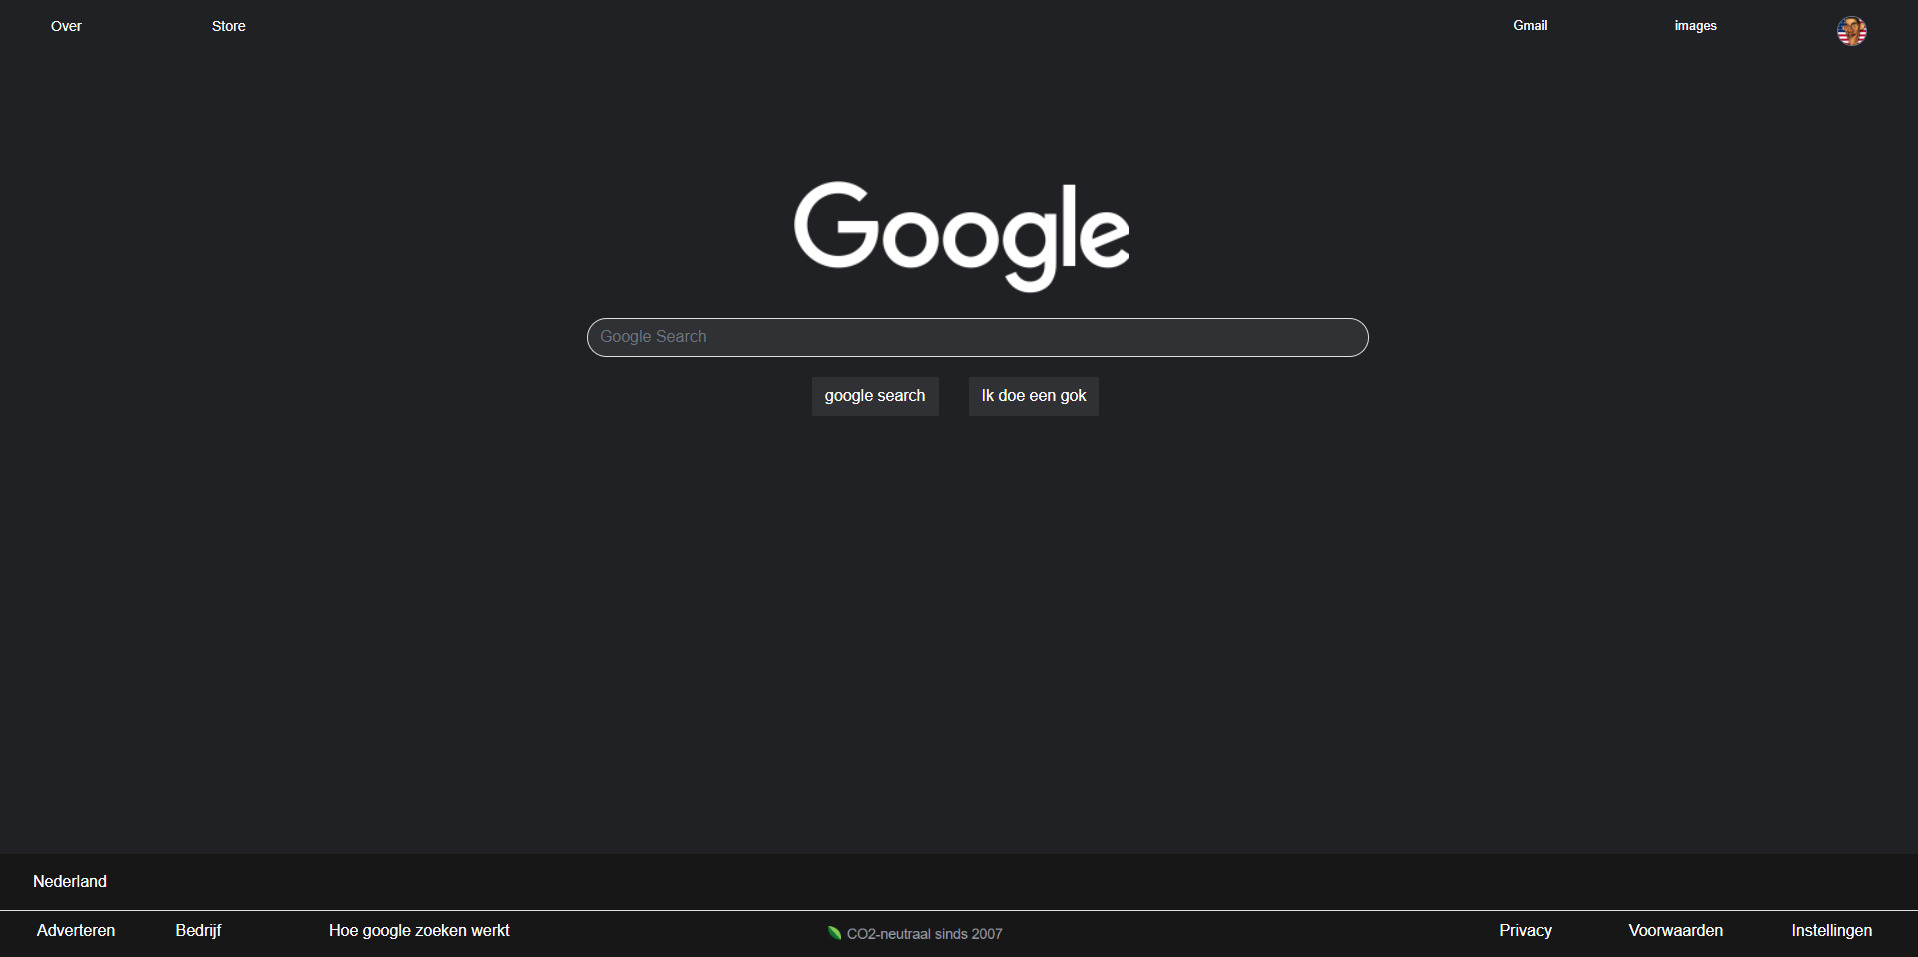 Over Store Gmail images
Google
Google Search
google search Ik doe een gok
Nederland
Adverteren Bedrijf Hoe google zoeken werkt CO2-neutraal sinds 2007 Privacy Voorwaarden Instellingen